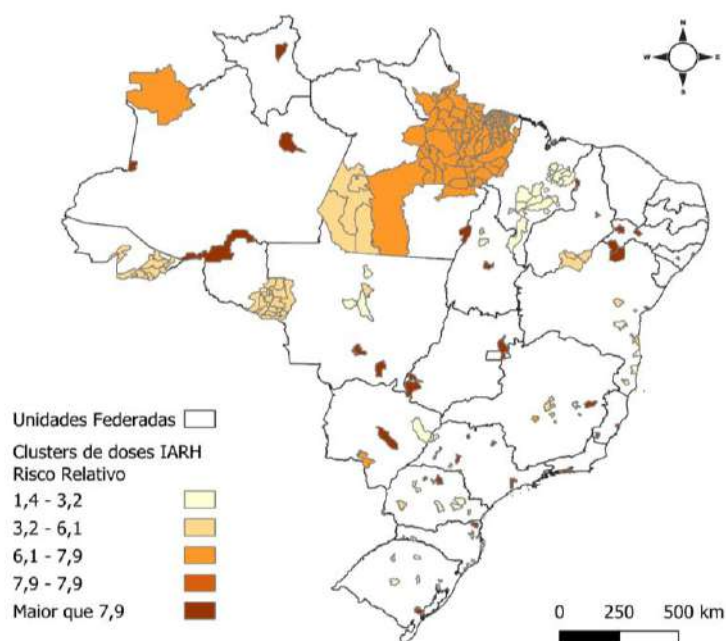 N
W E
S
Unidades Federadas
Clusters de doses IARH
Risco Relativo
1,4 - 3,2
3,2 - 6,1
6,1 - 7,9
7,9 - 7,9
Maior que 7,9
0 250 500 km